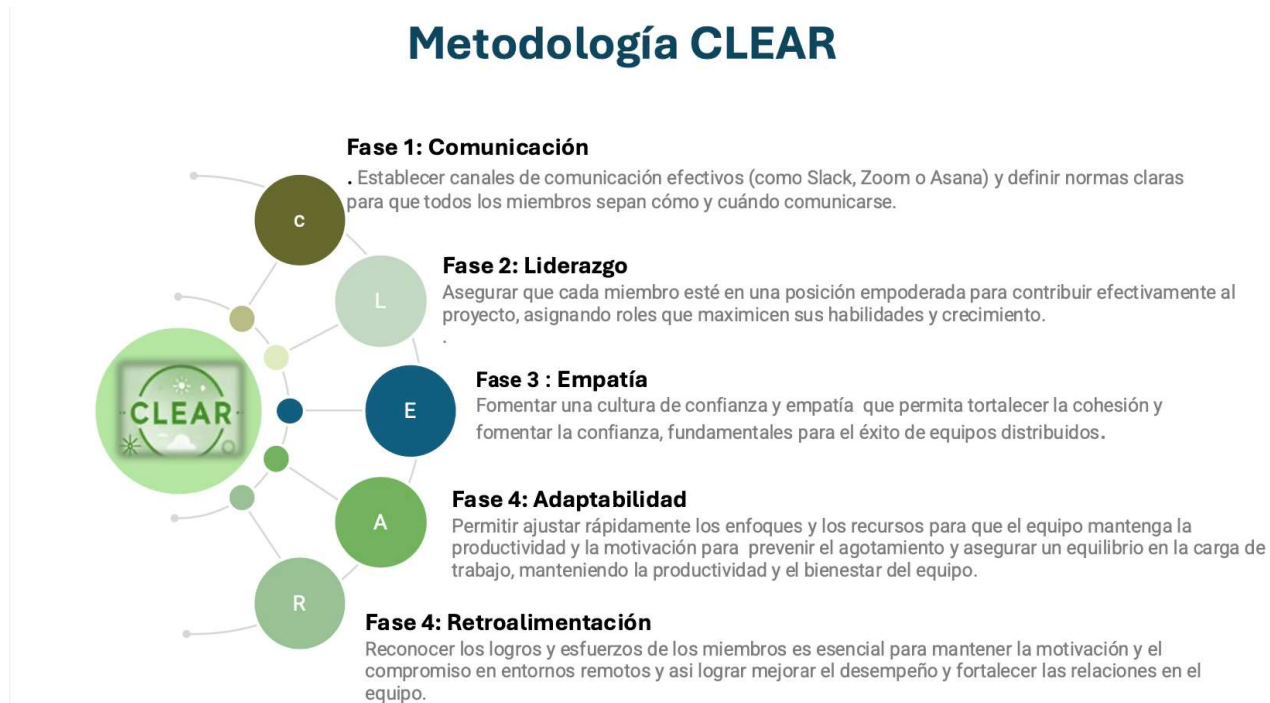 Metodología CLEAR
Fase 1: Comunicación
. Establecer canales de comunicación efectivos (como Slack, Zoom o Asana) y definir normas claras
para que todos los miembros sepan cómo y cuándo comunicarse.
C
Fase 2: Liderazgo
Asegurar que cada miembro esté en una posición empoderada para contribuir efectivamente al
proyecto, asignando roles que maximicen sus habilidades y crecimiento.
.
L
Fase 3 : Empatía
Fomentar una cultura de confianza y empatía que permita tortalecer la cohesión y
fomentar la confianza, fundamentales para el éxito de equipos distribuidos.
E
CLEAR
Fase 4: Adaptabilidad
Permitir ajustar rápidamente los enfoques y los recursos para que el equipo mantenga la
productividad y la motivación para prevenir el agotamiento y asegurar un equilibrio en la carga de
trabajo, manteniendo la productividad y el bienestar del equipo.
A
Fase 4: Retroalimentación
Reconocer los logros y esfuerzos de los miembros es esencial para mantener la motivación y el
compromiso en entornos remotos y asi lograr mejorar el desempeño y fortalecer las relaciones en el
equipo.
R